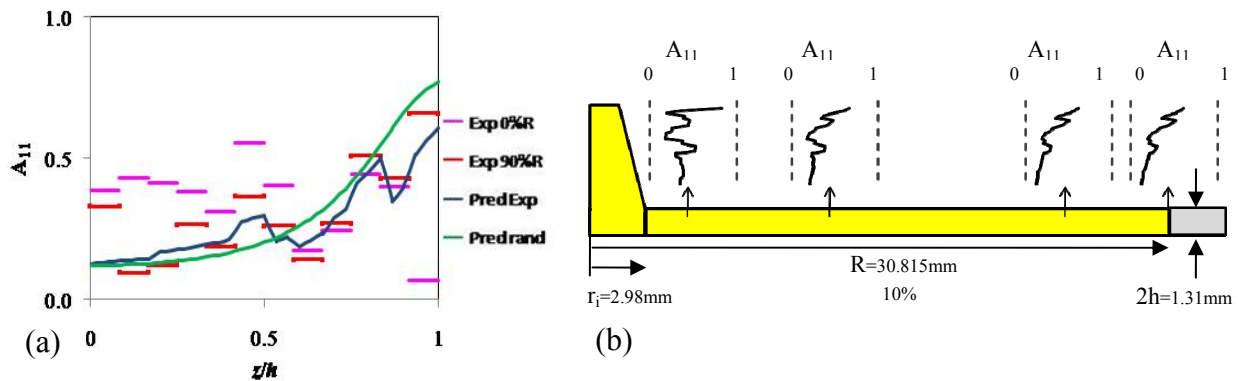 1.0
0.5
0.0
A11
0
0.5
1
z/h
Exp 0%R
Exp 90%R
Pred Exp
Pred rand
(a)
A11
A11
A11
A11
0
1
0
1
0
1
0
1
R=30.815mm
10%
ri=2.98mm
2h=1.31mm
(b)